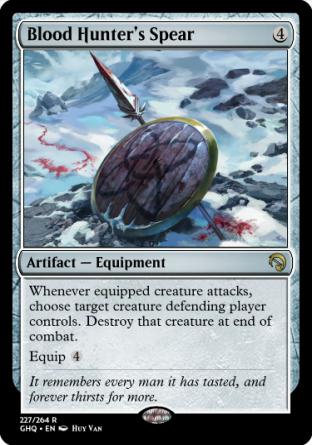 Blood Hunter's Spear 4
Artifact — Equipment
Whenever equipped creature attacks,
choose target creature defending player
controls. Destroy that creature at end of
combat.
Equip 4
It remembers every man it has tasted, and
forever thirsts for more.
227/264 R
GHQ • EN Huy Van